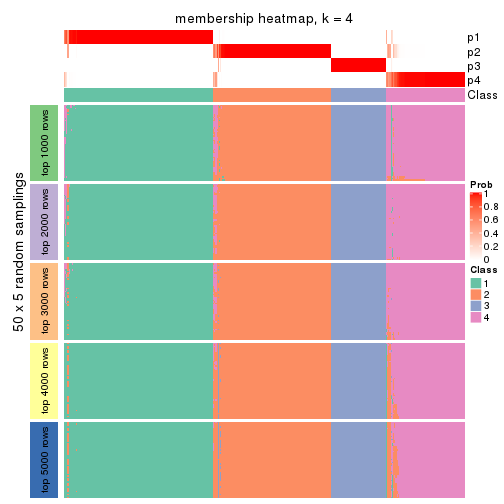 membership heatmap, k = 4
p1
p2
p3
p4
Class
50 x 5 random samplings
top 1000 rows
top 2000 rows
top 3000 rows
top 4000 rows
top 5000 rows
Prob
1
0.8
0.6
0.4
0.2
0
Class
1
2
3
4